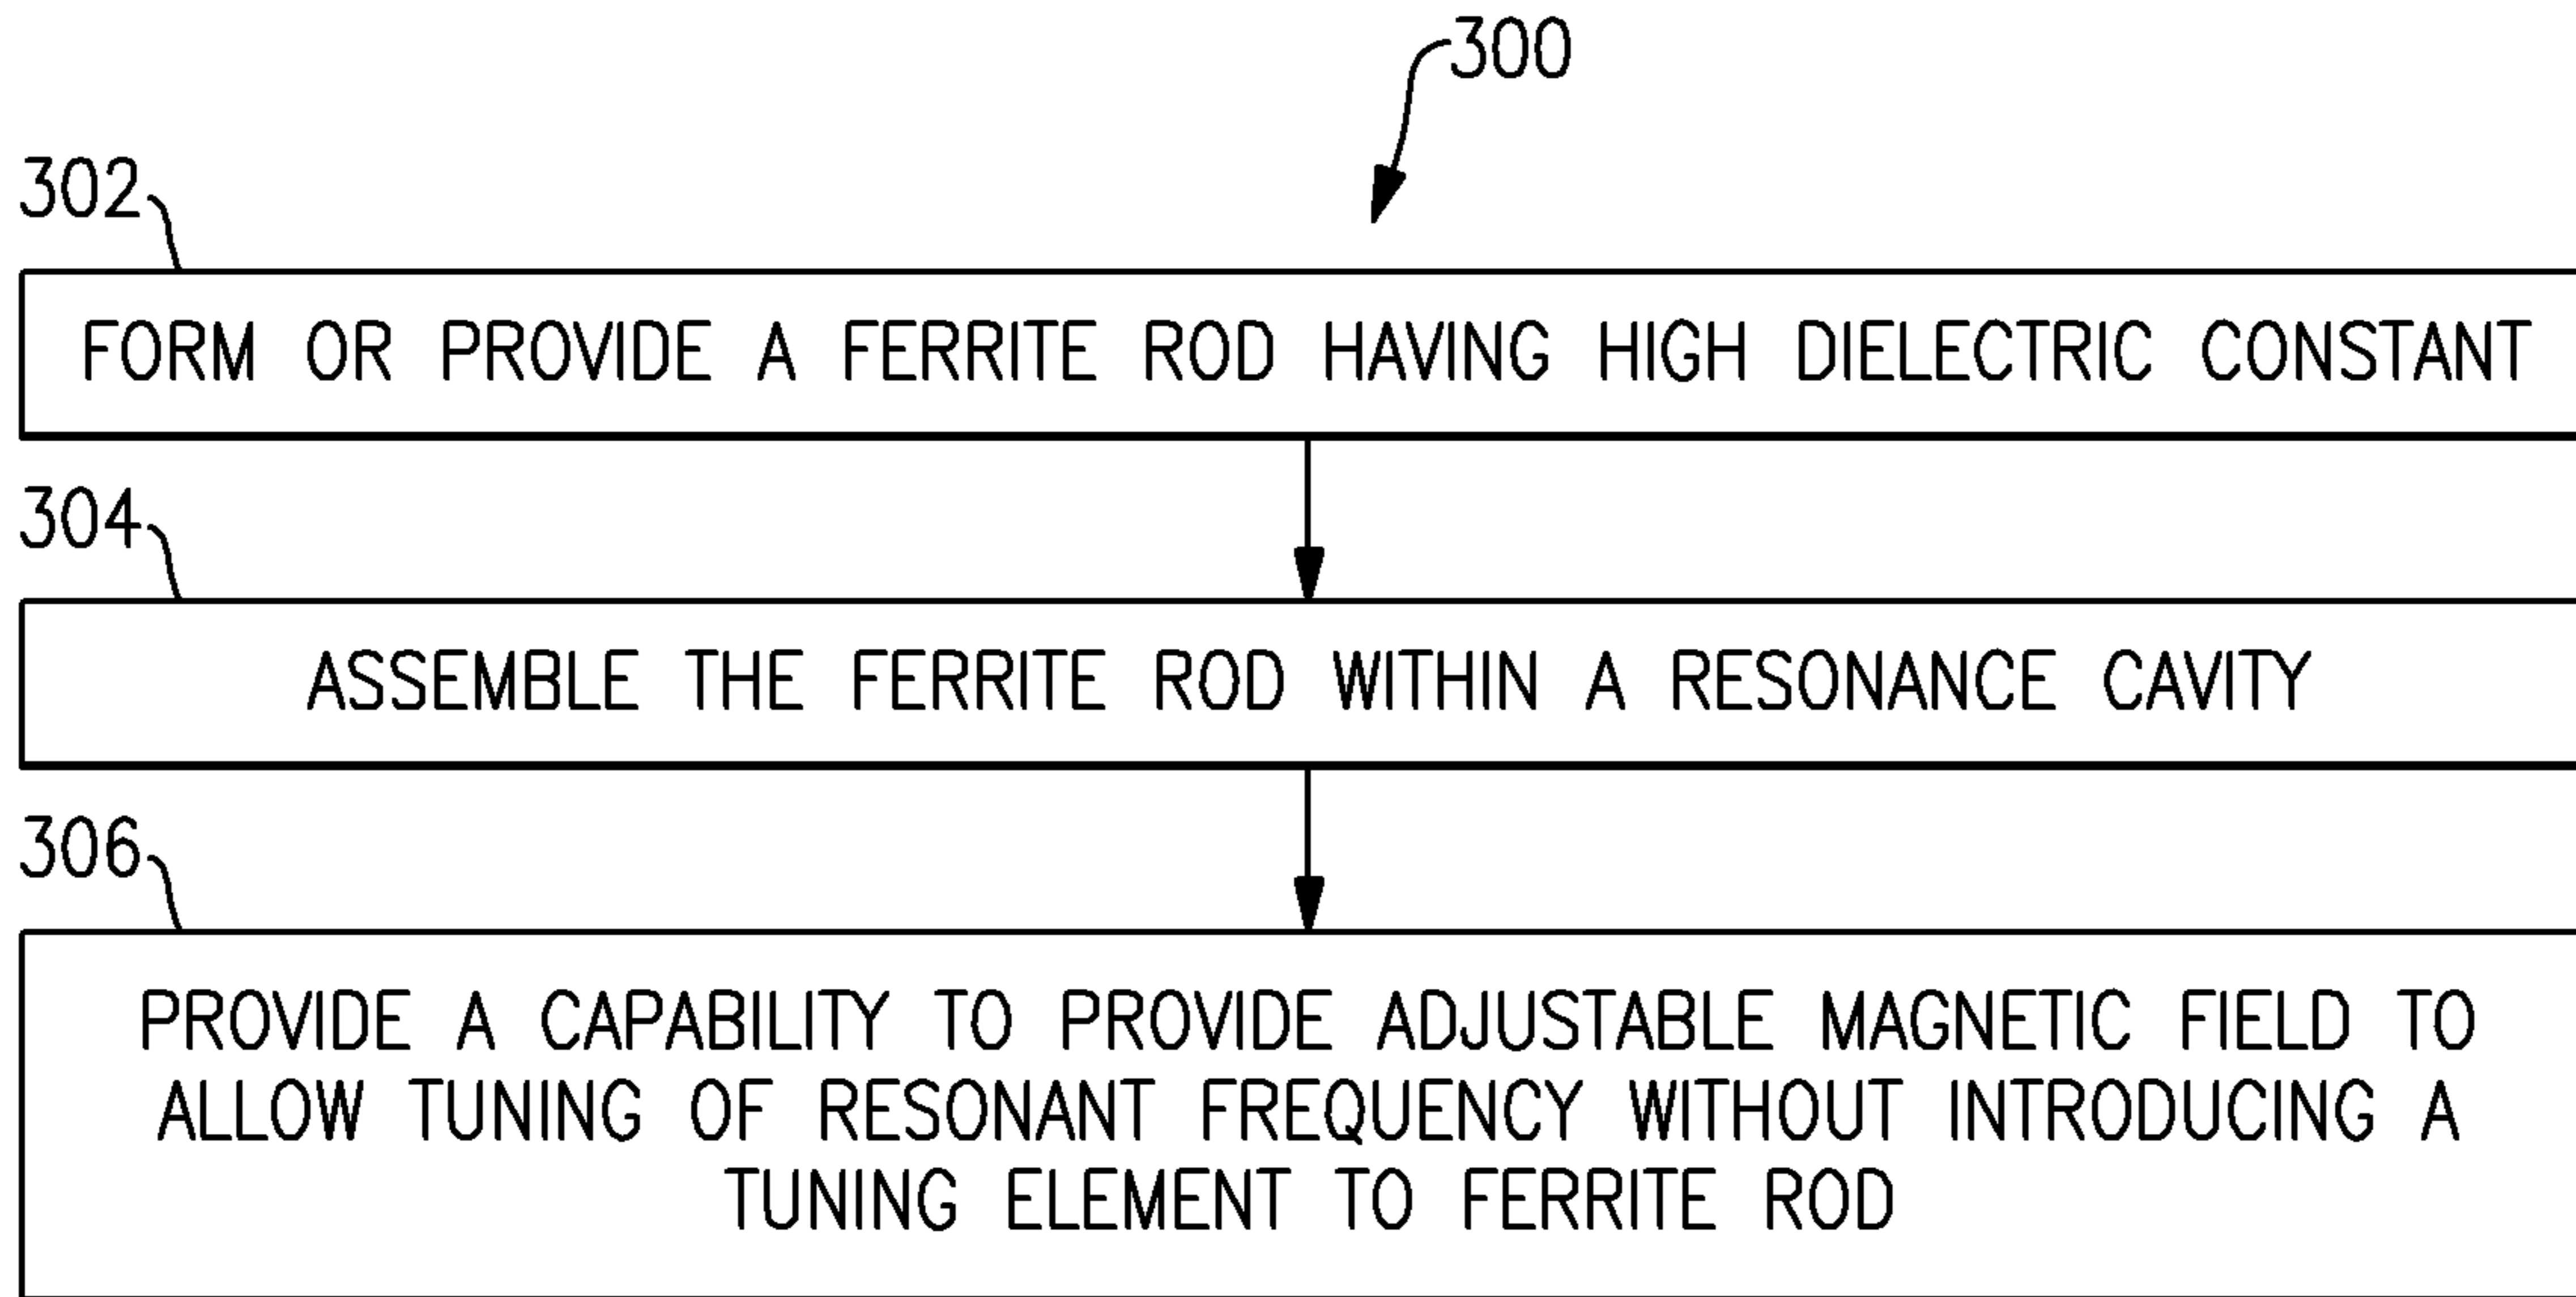 300
302
FORM OR PROVIDE A FERRITE ROD HAVING HIGH DIELECTRIC CONSTANT
304
ASSEMBLE THE FERRITE ROD WITHIN A RESONANCE CAVITY
306
PROVIDE A CAPABILITY TO PROVIDE ADJUSTABLE MAGNETIC FIELD TO
ALLOW TUNING OF RESONANT FREQUENCY WITHOUT INTRODUCING A
TUNING ELEMENT TO FERRITE ROD